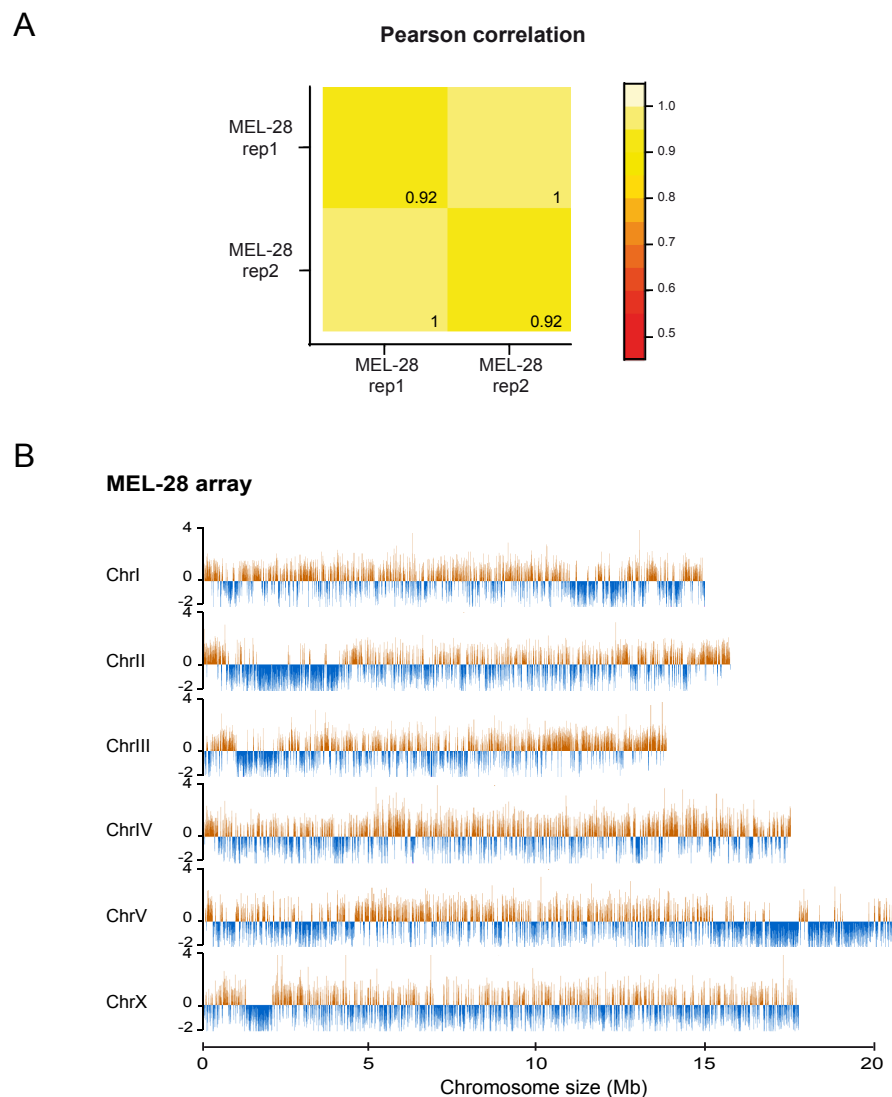 A
Pearson correlation
MEL-28
rep1
0.92
1
MEL-28
rep2
1
0.92
MEL-28
rep1
MEL-28
rep2
1.0
0.9
0.8
0.7
0.6
0.5
B
MEL-28 array
4
ChrI
0
-2
4
ChrII
0
-2
4
ChrIII
0
-2
4
ChrIV
0
-2
4
ChrV
0
-2
4
ChrX
0
-2
0
5
10
15
20
Chromosome size (Mb)